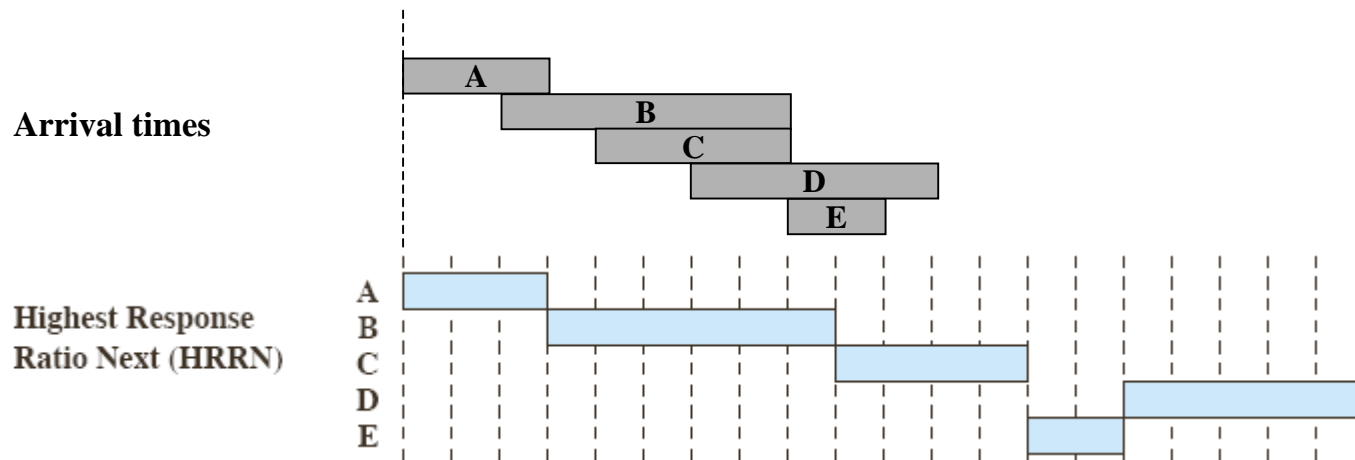 A
B
Arrival times
C
D
E
A
Highest Response
B
Ratio Next (HRRN)
C
D
E